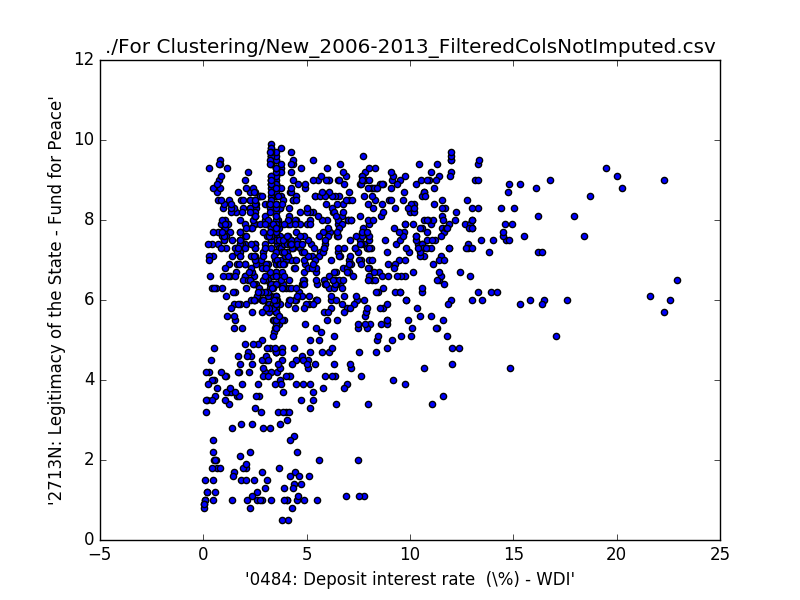 ./For Clustering/New_2006-2013_FilteredColsNotImputed.csv
12
10
8
6
4
2
0
'2713N: Legitimacy of the State - Fund for Peace'
−5 0 5 10 15 20 25
'0484: Deposit interest rate  (\%) - WDI'